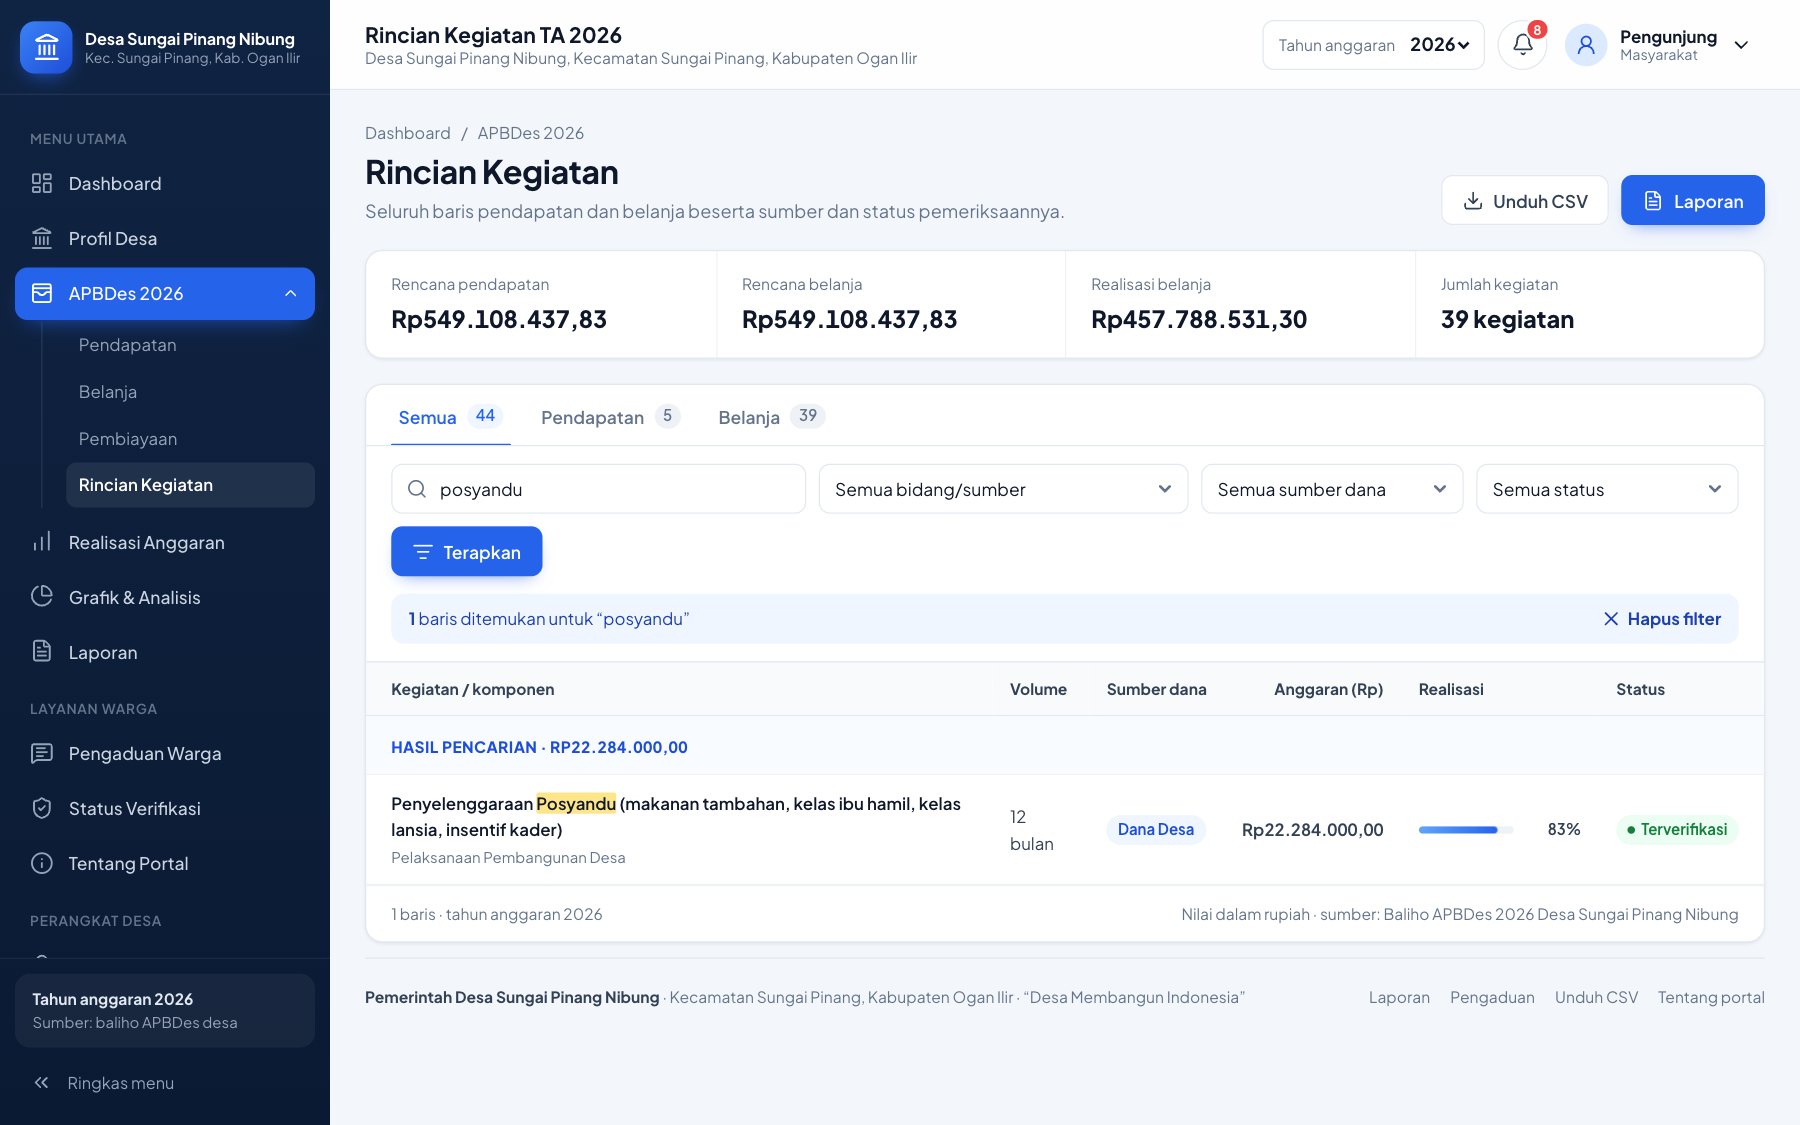 Desa Sungai Pinang Nibung
Kec. Sungai Pinang, Kab. Ogan Ilir
MENU UTAMA
Dashboard
Profil Desa
APBDes 2026
Pendapatan
Belanja
Pembiayaan
Rincian Kegiatan
Realisasi Anggaran
Grafik & Analisis
Laporan
LAYANAN WARGA
Pengaduan Warga
Status Verifikasi
Tentang Portal
PERANGKAT DESA
Tahun anggaran 2026
Sumber: baliho APBDes desa
Ringkas menu
Rincian Kegiatan TA 2026
Desa Sungai Pinang Nibung, Kecamatan Sungai Pinang, Kabupaten Ogan Ilir
Tahun anggaran 2026
8
Pengunjung
Masyarakat
Dashboard / APBDes 2026
Rincian Kegiatan
Seluruh baris pendapatan dan belanja beserta sumber dan status pemeriksaannya.
Unduh CSV
Laporan
Rencana pendapatan
Rp549.108.437,83
Rencana belanja
Rp549.108.437,83
Realisasi belanja
Rp457.788.531,30
Jumlah kegiatan
39 kegiatan
Semua 44
Pendapatan 5
Belanja 39
posyandu
Semua bidang/sumber
Semua sumber dana
Semua status
Terapkan
1 baris ditemukan untuk “posyandu”
Hapus filter
Kegiatan / komponen Volume Sumber dana Anggaran (Rp) Realisasi Status
HASIL PENCARIAN · RP22.284.000,00
Penyelenggaraan Posyandu (makanan tambahan, kelas ibu hamil, kelas
lansia, insentif kader)
Pelaksanaan Pembangunan Desa
12
bulan
Dana Desa
Rp22.284.000,00
83%
Terverifikasi
1 baris · tahun anggaran 2026
Nilai dalam rupiah · sumber: Baliho APBDes 2026 Desa Sungai Pinang Nibung
Pemerintah Desa Sungai Pinang Nibung · Kecamatan Sungai Pinang, Kabupaten Ogan Ilir · “Desa Membangun Indonesia”
Laporan Pengaduan Unduh CSV Tentang portal